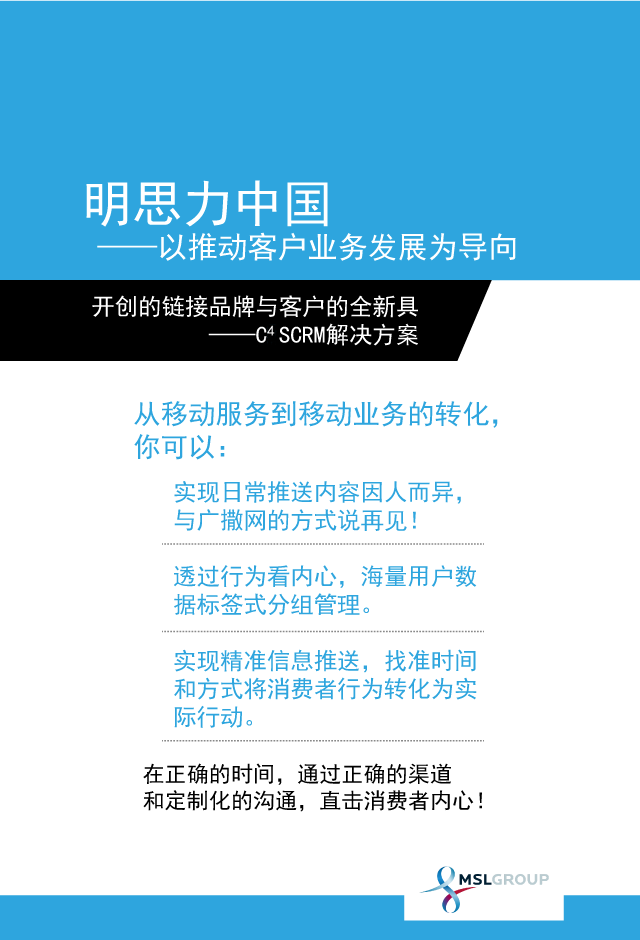 明思力中国
——以推动客户业务发展为导向
开创的链接品牌与客户的全新具
——C⁴ SCRM解决方案
从移动服务到移动业务的转化，
你可以：
实现日常推送内容因人而异，
与广撒网的方式说再见！
透过行为看内心，海量用户数
据标签式分组管理。
实现精准信息推送，找准时间
和方式将消费者行为转化为实
际行动。
在正确的时间，通过正确的渠道
和定制化的沟通，直击消费者内心！
MSLGROUP